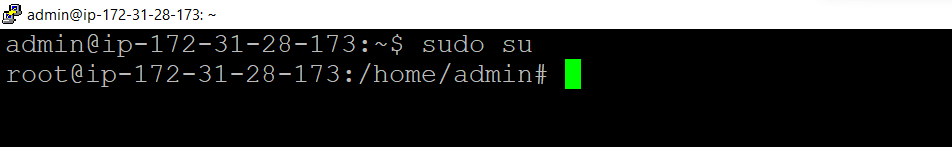 admin@ip-172-31-28-173: ~
admin@ip-172-31-28-173:~$ sudo su
root@ip-172-31-28-173:/home/admin#